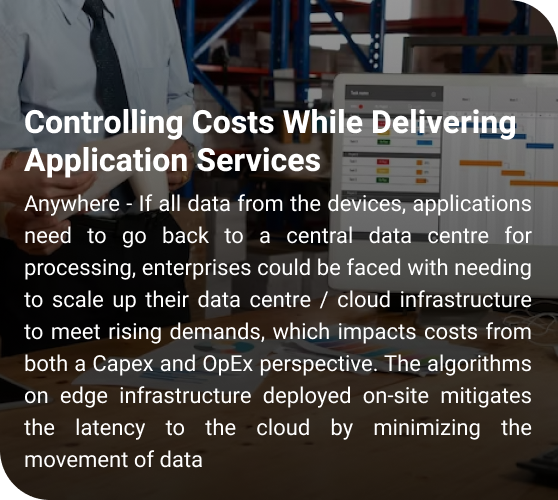 Controlling Costs While Delivering
Application Services
Anywhere - If all data from the devices, applications
need to go back to a central data centre for
processing, enterprises could be faced with needing
to scale up their data centre / cloud infrastructure
to meet rising demands, which impacts costs from
both a Capex and OpEx perspective. The algorithms
on edge infrastructure deployed on-site mitigates
the latency to the cloud by minimizing the
movement of data